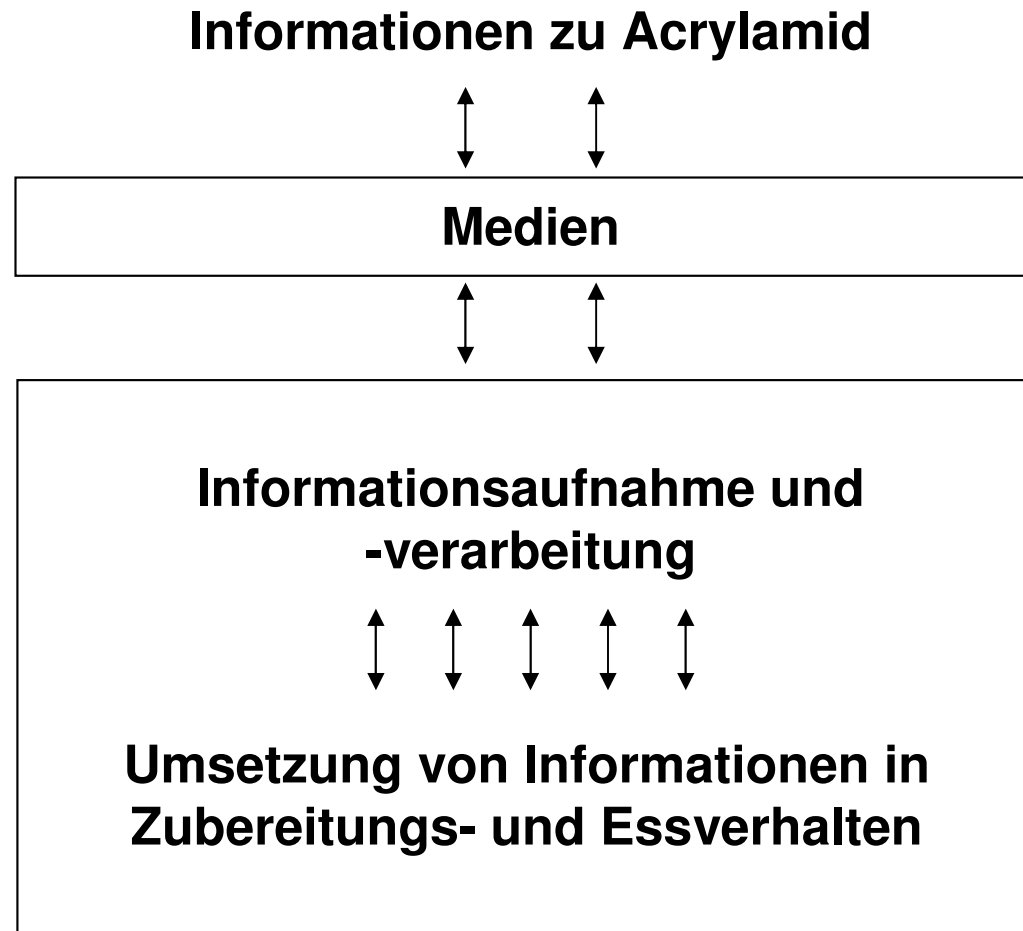 Informationen zu Acrylamid
Medien
Informationsaufnahme und
-verarbeitung
Umsetzung von Informationen in
Zubereitungs- und Essverhalten